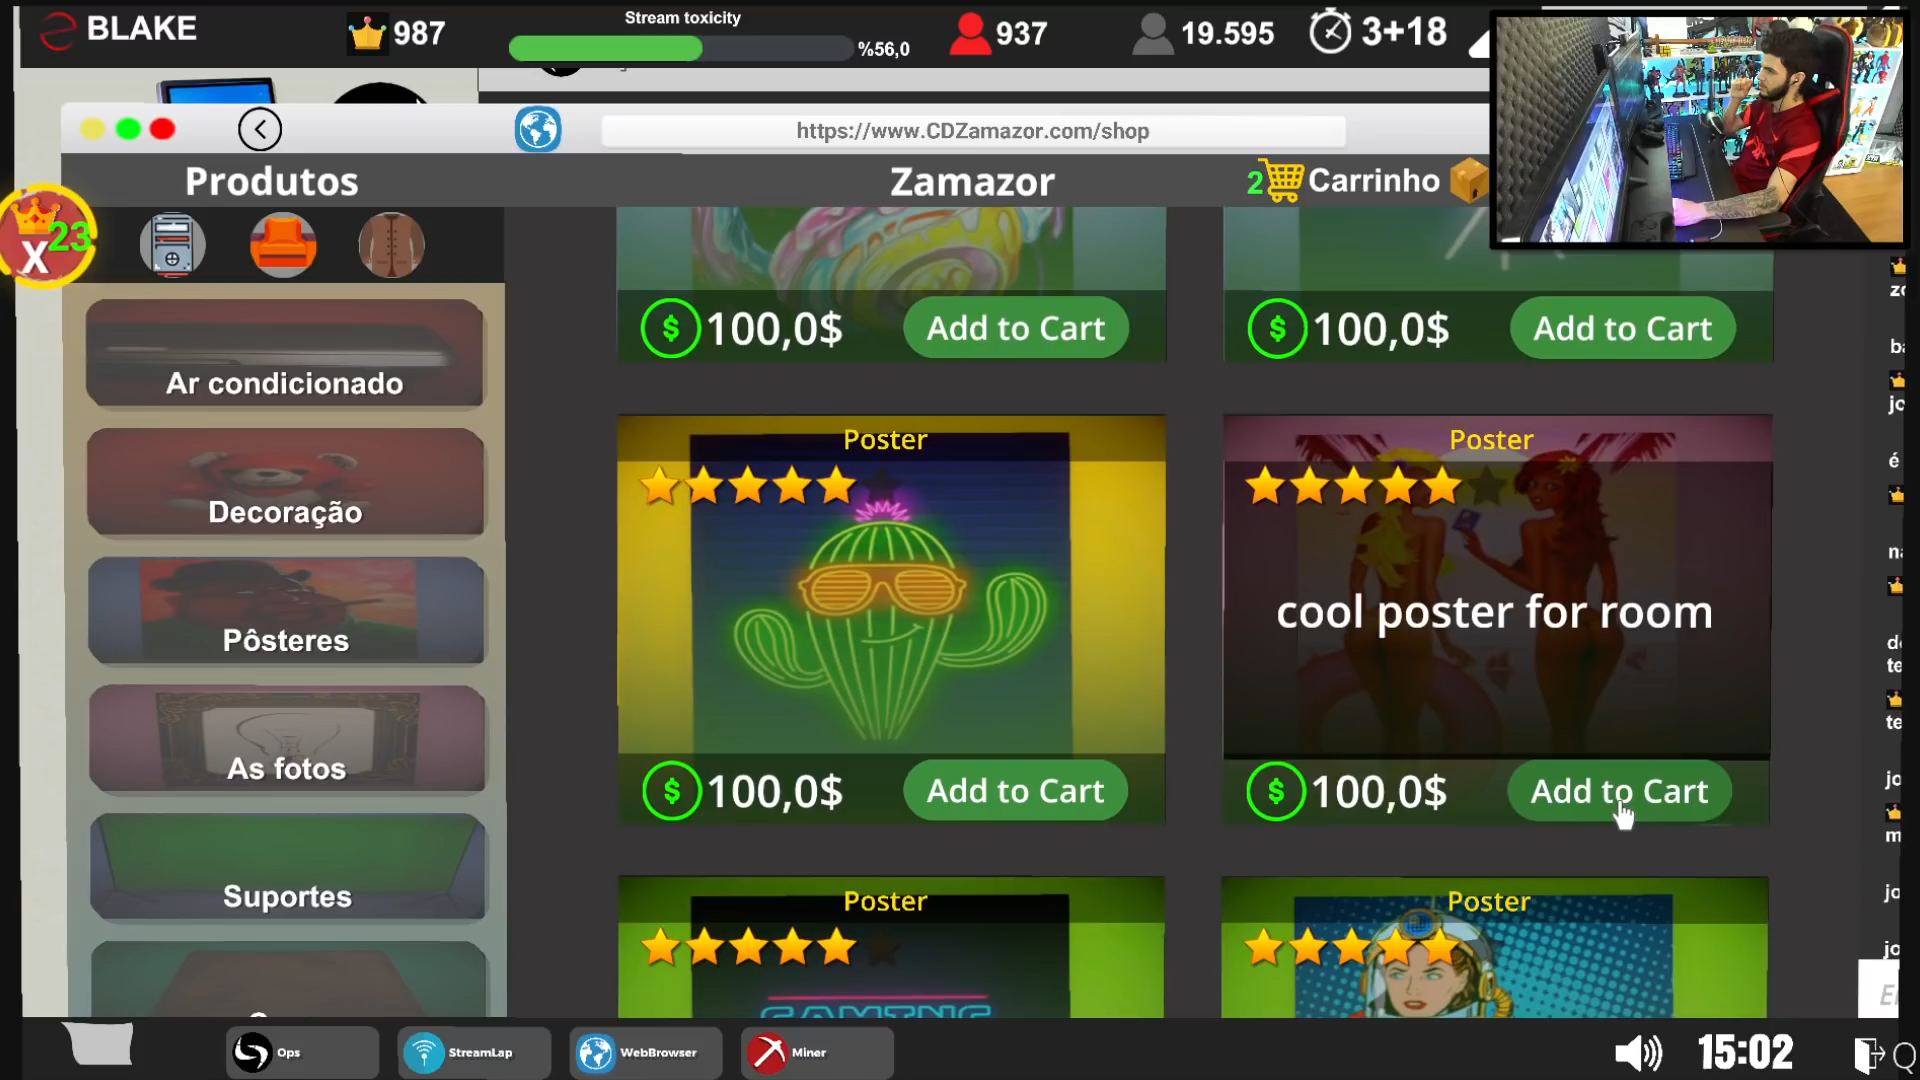 BLAKE
987
Stream toxicity
%56,0
937
19.595
3+18
https://www.CDZamazor.com/shop
Produtos
Zamazor
2
Carrinho
X23
100,0$
Add to Cart
100,0$
Add to Cart
Ar condicionado
Decoração
Pôsteres
As fotos
Suportes
Poster
Poster
cool poster for room
100,0$
Add to Cart
100,0$
Add to Cart
Poster
Poster
GAMING
Ops
StreamLap
WebBrowser
Miner
15:02
Q